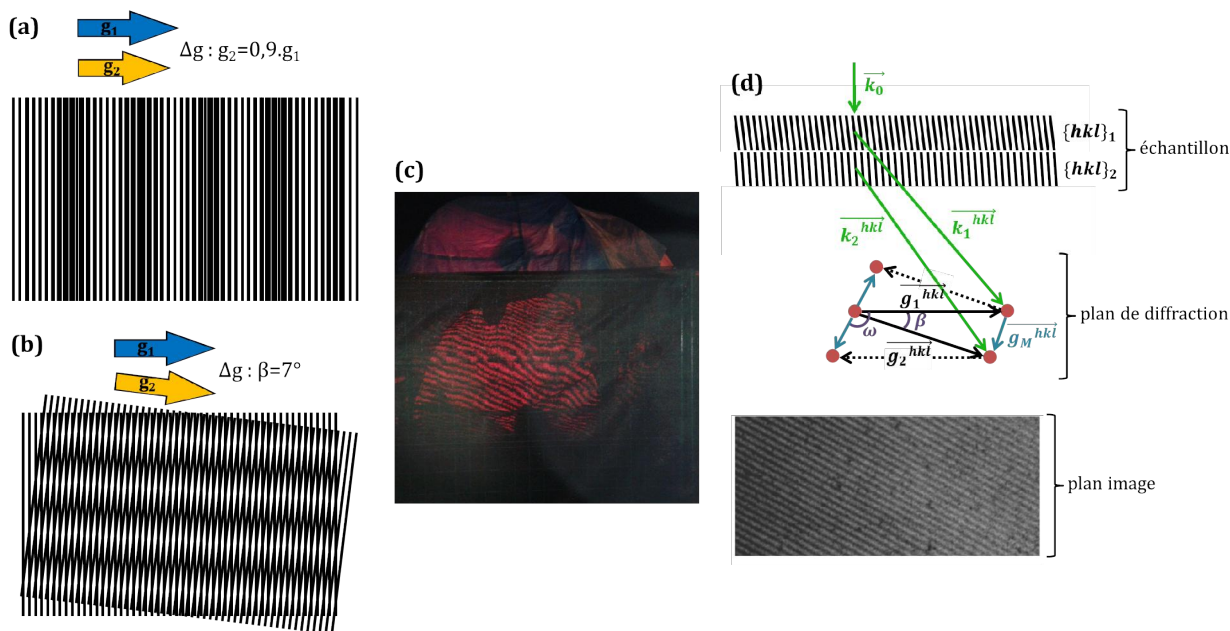 (a)
g₁
g₂
Δg : g₂=0,9.g₁
(b)
g₁
g₂
Δg : β=7°
(c)
(d)
k₀
{hkl}₁
{hkl}₂
échantillon
k₂ʰᵏˡ
k₁ʰᵏˡ
g₁ʰᵏˡ
ω
β
g_Mʰᵏˡ
g₂ʰᵏˡ
plan de diffraction
plan image